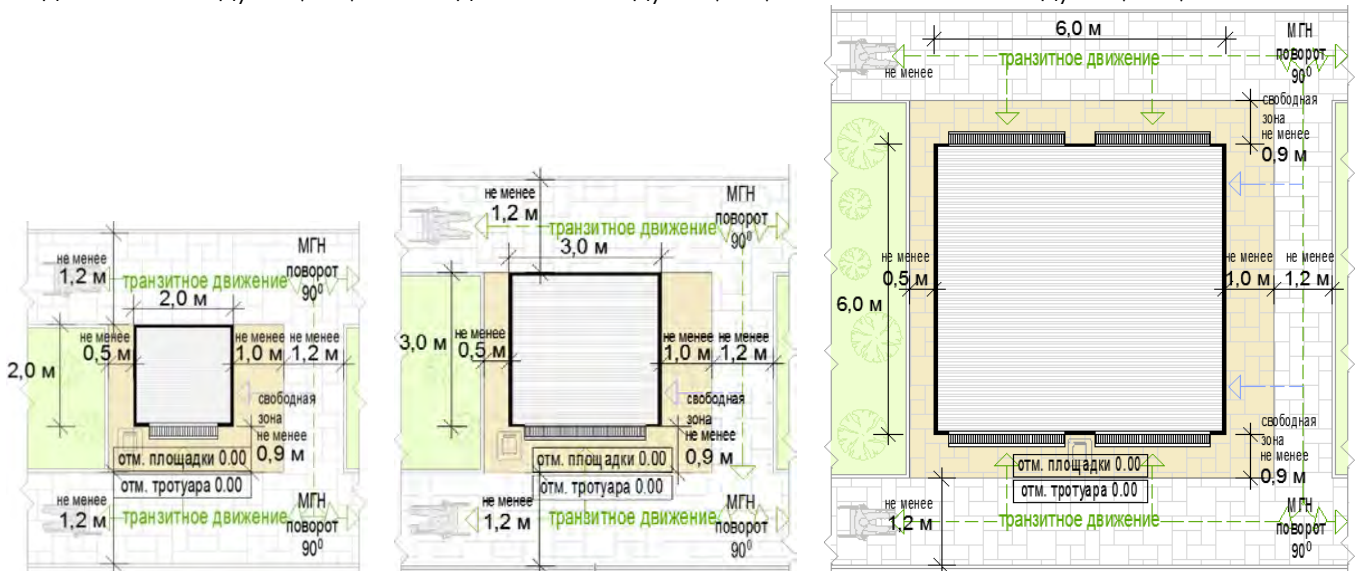 не менее
1,2 м
транзитное движение
МГН
поворот
90⁰
2,0 м
2,0 м
не менее
0,5 м
не менее
1,0 м
не менее
1,2 м
свободная
зона
не менее
0,9 м
отм. площадки 0.00
отм. тротуара 0.00
не менее
1,2 м
транзитное движение
МГН
поворот
90⁰
не менее
1,2 м
транзитное движение
МГН
поворот
90⁰
3,0 м
3,0 м
не менее
0,5 м
не менее
1,0 м
не менее
1,2 м
свободная
зона
не менее
0,9 м
отм. площадки 0.00
отм. тротуара 0.00
не менее
1,2 м
транзитное движение
МГН
поворот
90⁰
6,0 м
не менее
транзитное движение
МГН
поворот
90⁰
свободная
зона
не менее
0,9 м
6,0 м
не менее
0,5 м
не менее
1,0 м
не менее
1,2 м
свободная
зона
не менее
0,9 м
отм. площадки 0.00
отм. тротуара 0.00
не менее
1,2 м
транзитное движение
МГН
поворот
90⁰